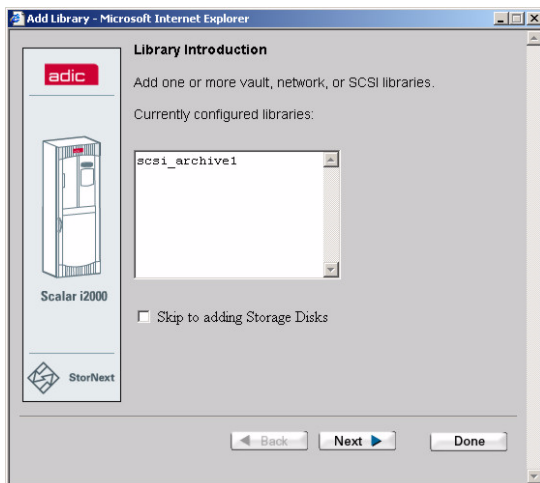 Add Library - Microsoft Internet Explorer
adic
Scalar i2000
StorNext
Library Introduction
Add one or more vault, network, or SCSI libraries.
Currently configured libraries:
scsi_archive1
Skip to adding Storage Disks
Back
Next
Done